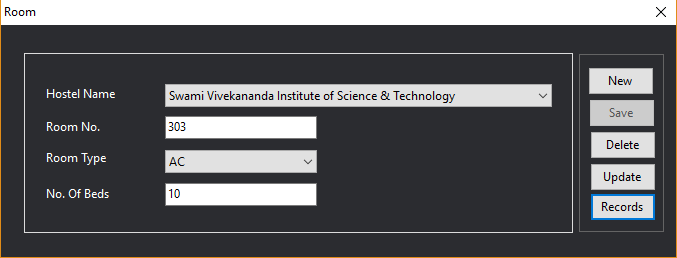 Room
Hostel Name
Swami Vivekananda Institute of Science & Technology
Room No.
303
Room Type
AC
No. Of Beds
10
New
Save
Delete
Update
Records